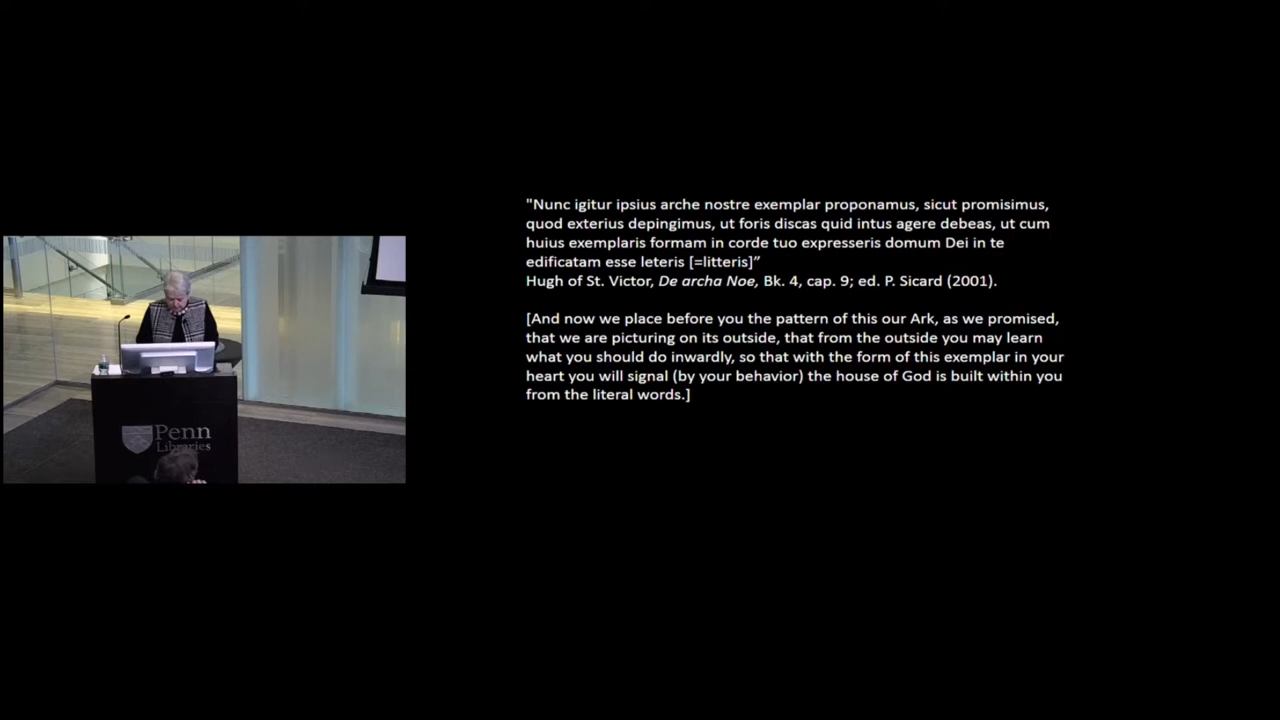 "Nunc igitur ipsius arche nostre exemplar proponamus, sicut promisimus,
quod exterius depingimus, ut foris discas quid intus agere debeas, ut cum
huius exemplaris formam in corde tuo expresseris domum Dei in te
edificatam esse leteris [=litteris]”
Hugh of St. Victor, De archa Noe, Bk. 4, cap. 9; ed. P. Sicard (2001).
[And now we place before you the pattern of this our Ark, as we promised,
that we are picturing on its outside, that from the outside you may learn
what you should do inwardly, so that with the form of this exemplar in your
heart you will signal (by your behavior) the house of God is built within you
from the literal words.]
Penn
Libraries